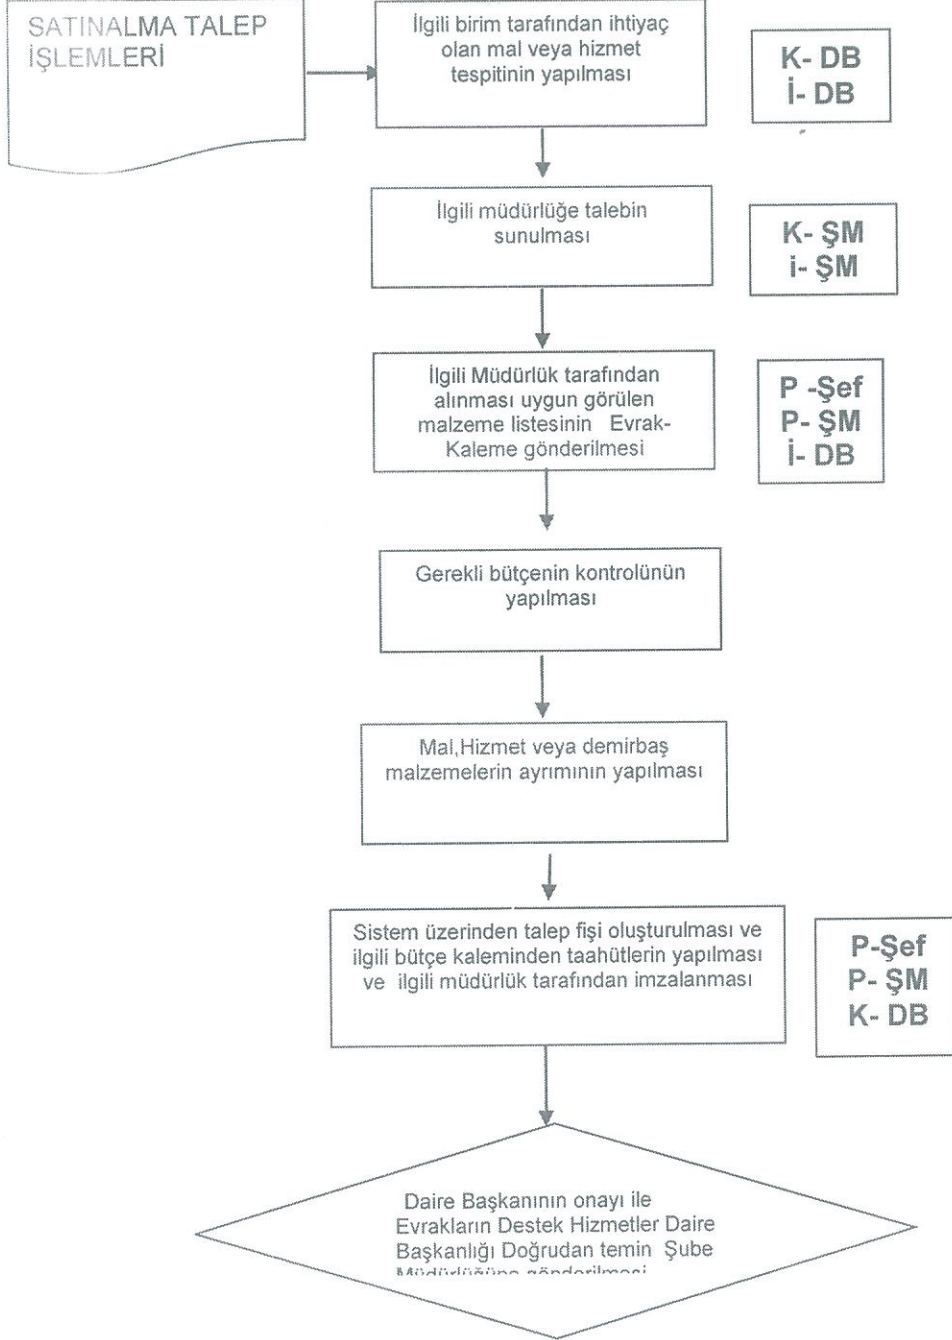 SATINALMA TALEP
İŞLEMLERİ
İlgili birim tarafından ihtiyaç
olan mal veya hizmet
tespitinin yapılması
K- DB
İ- DB
İlgili müdürlüğe talebin
sunulması
K- ŞM
i- ŞM
İlgili Müdürlük tarafından
alınması uygun görülen
malzeme listesinin Evrak-
Kaleme gönderilmesi
P -Şef
P- ŞM
İ- DB
Gerekli bütçenin kontrolünün
yapılması
Mal,Hizmet veya demirbaş
malzemelerin ayrımının yapılması
Sistem üzerinden talep fişi oluşturulması ve
ilgili bütçe kaleminden taahütlerin yapılması
ve ilgili müdürlük tarafından imzalanması
P-Şef
P- ŞM
K- DB
Daire Başkanının onayı ile
Evrakların Destek Hizmetler Daire
Başkanlığı Doğrudan temin Şube
Müdürlüğüne gönderilmesi